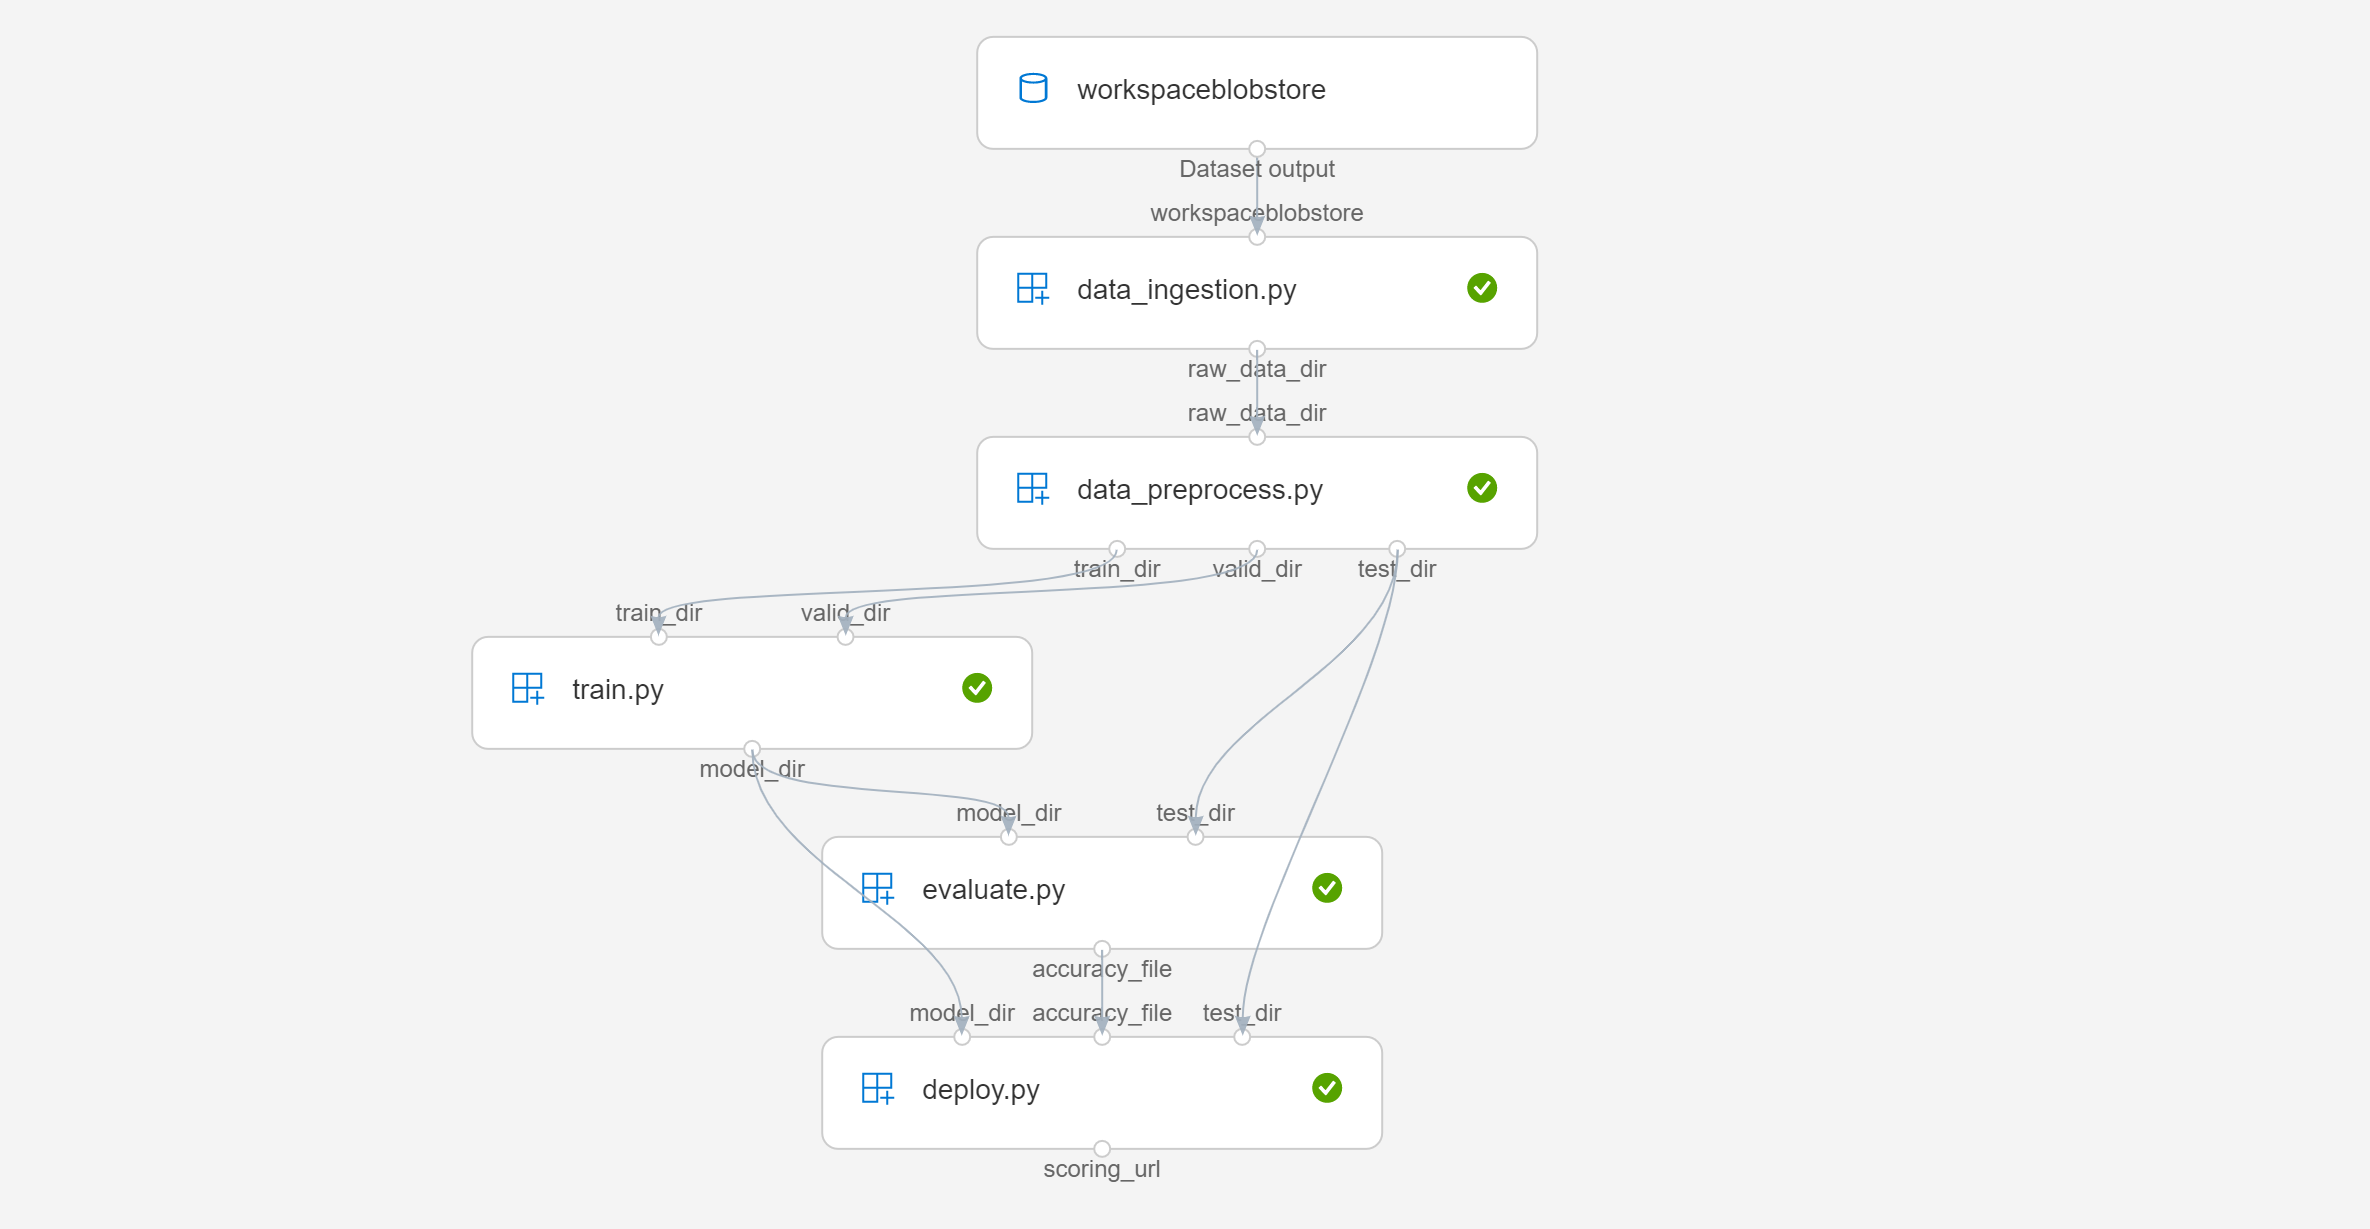 workspaceblobstore
Dataset output
workspaceblobstore
data_ingestion.py
raw_data_dir
raw_data_dir
data_preprocess.py
train_dir valid_dir test_dir
train_dir valid_dir
train.py
model_dir
model_dir test_dir
evaluate.py
accuracy_file
model_dir accuracy_file test_dir
deploy.py
scoring_url